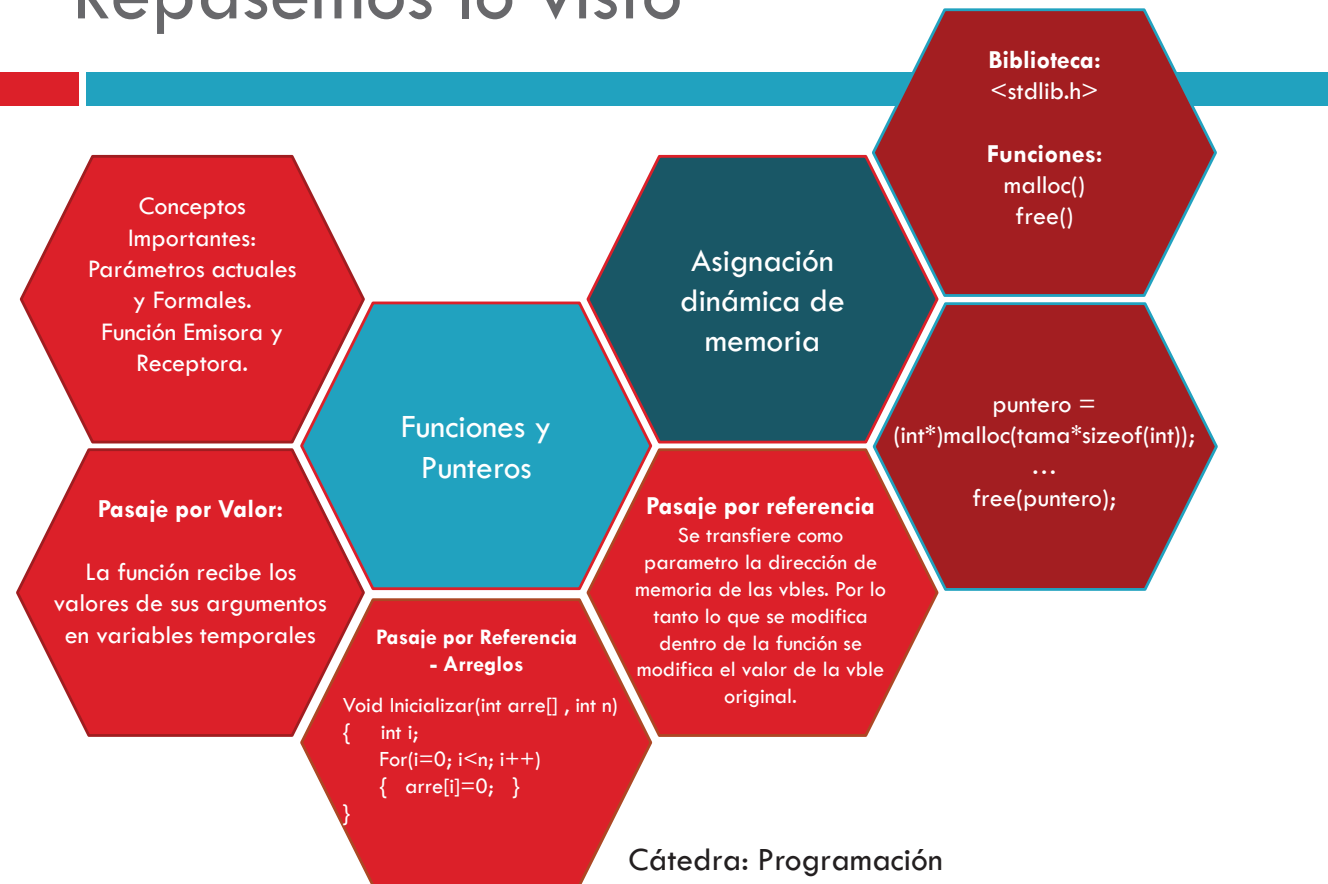 Repasemos lo visto
Biblioteca:
<stdlib.h>
Funciones:
malloc()
free()
Conceptos
Importantes:
Parámetros actuales
y Formales.
Función Emisora y
Receptora.
Asignación
dinámica de
memoria
Funciones y
Punteros
puntero =
(int*)malloc(tama*sizeof(int));
...
free(puntero);
Pasaje por Valor:
La función recibe los
valores de sus argumentos
en variables temporales
Pasaje por referencia
Se transfiere como
parametro la dirección de
memoria de las vbles. Por lo
tanto lo que se modifica
dentro de la función se
modifica el valor de la vble
original.
Pasaje por Referencia
- Arreglos
Void Inicializar(int arre[] , int n)
{ int i;
For(i=0; i<n; i++)
{ arre[i]=0; }
}
Cátedra: Programación